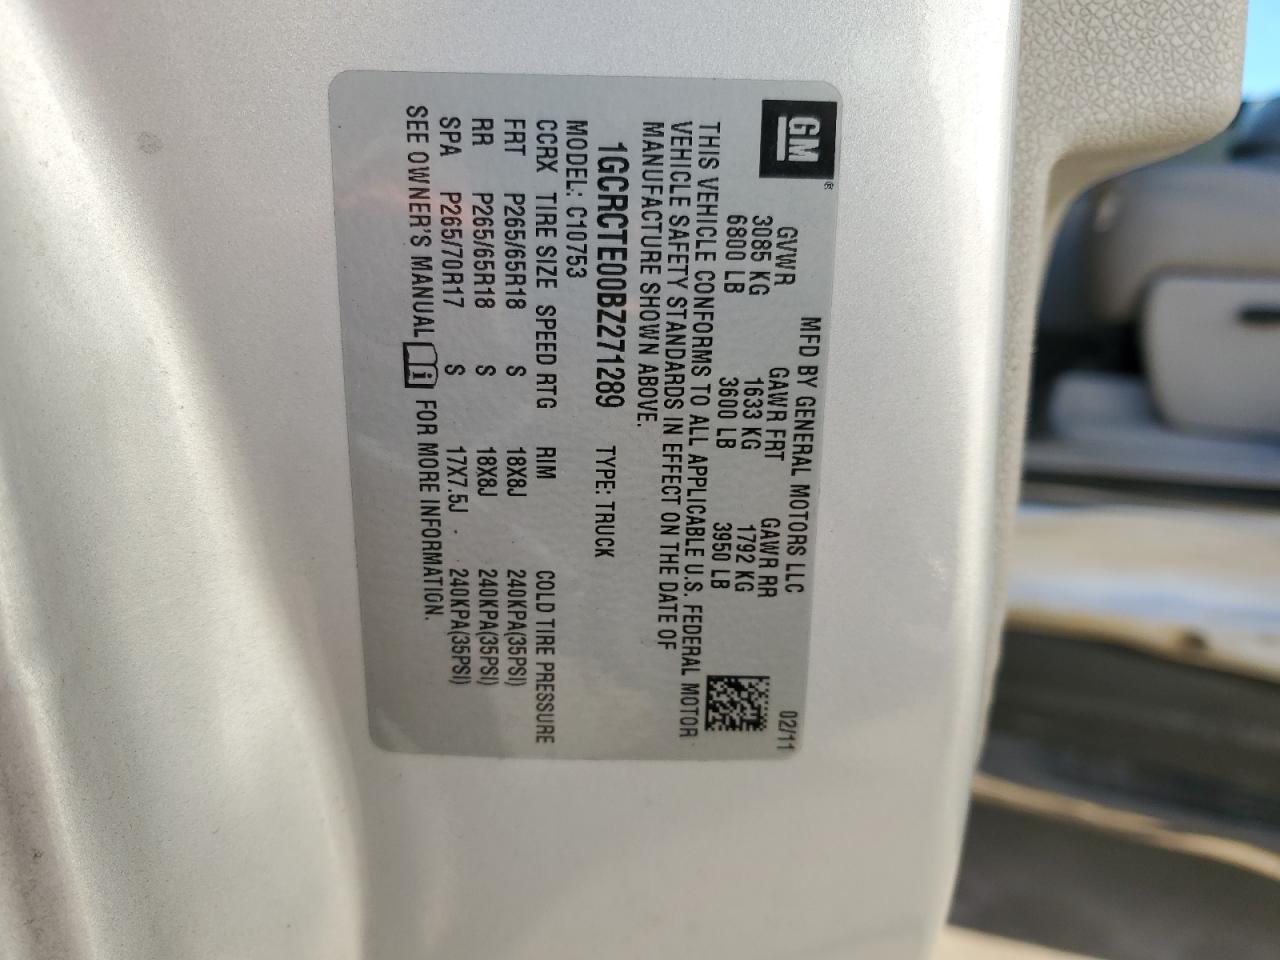 GM®
MFD BY GENERAL MOTORS LLC 02/11
GVWR GAWR FRT GAWR RR
3085 KG 1633 KG 1792 KG
6800 LB 3600 LB 3950 LB
THIS VEHICLE CONFORMS TO ALL APPLICABLE U.S. FEDERAL MOTOR
VEHICLE SAFETY STANDARDS IN EFFECT ON THE DATE OF
MANUFACTURE SHOWN ABOVE.
1GCRCTE00BZ271289 TYPE: TRUCK
MODEL: C10753
CCRX TIRE SIZE SPEED RTG RIM COLD TIRE PRESSURE
FRT P265/65R18 S 18X8J 240KPA(35PSI)
RR P265/65R18 S 18X8J 240KPA(35PSI)
SPA P265/70R17 S 17X7.5J 240KPA(35PSI)
SEE OWNER'S MANUAL i FOR MORE INFORMATION.